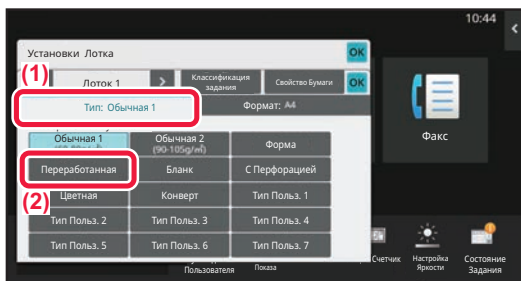 10:44
Установки Лотка
OK
(1)
Лоток 1
Классификация
задания
Свойство Бумаги
OK
Тип: Обычная 1
Формат: A4
Обычная 1
Обычная 2
(90-105g/㎡)
Форма
Переработанная
Бланк
С Перфорацией
(2)
Цветная
Конверт
Тип Польз. 1
Тип Польз. 2
Тип Польз. 3
Тип Польз. 4
Тип Польз. 5
Тип Польз. 6
Тип Польз. 7
Факс
Пользователя
Показа
Счетчик
Настройка
Яркости
Состояние
Задания